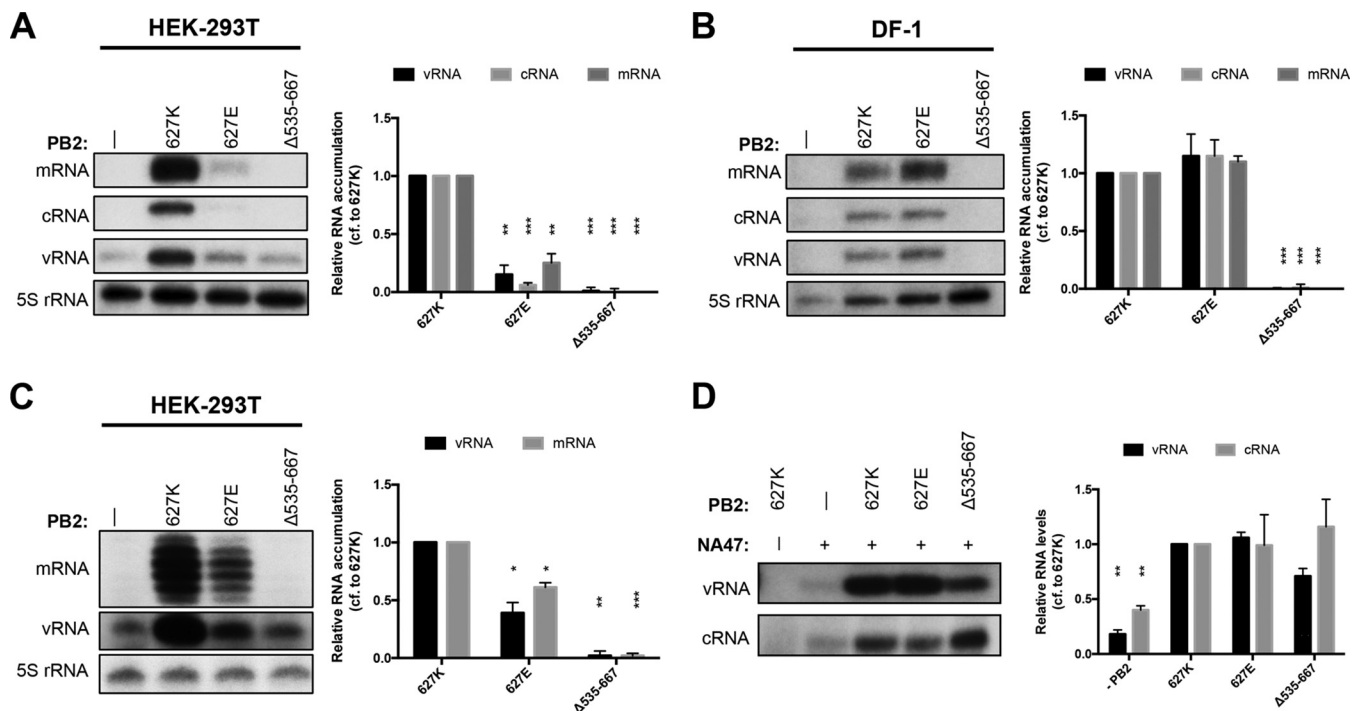 A
HEK-293T
PB2:
—
627K
627E
Δ535-667
mRNA
cRNA
vRNA
5S rRNA
vRNA
cRNA
mRNA
Relative RNA accumulation
(cf. to 627K)
1.5
1.0
0.5
0.0
** *** **
*** *** ***
627K
627E
Δ535-667
B
DF-1
PB2:
—
627K
627E
Δ535-667
mRNA
cRNA
vRNA
5S rRNA
vRNA
cRNA
mRNA
Relative RNA accumulation
(cf. to 627K)
1.5
1.0
0.5
0.0
*** *** ***
627K
627E
Δ535-667
C
HEK-293T
PB2:
—
627K
627E
Δ535-667
mRNA
vRNA
5S rRNA
vRNA
mRNA
Relative RNA accumulation
(cf. to 627K)
1.5
1.0
0.5
0.0
* *
** ***
627K
627E
Δ535-667
D
PB2:
627K
—
627K
627E
Δ535-667
NA47: — + + + +
vRNA
cRNA
vRNA
cRNA
Relative RNA levels
(cf. to 627K)
1.5
1.0
0.5
0.0
** **
- PB2
627K
627E
Δ535-667